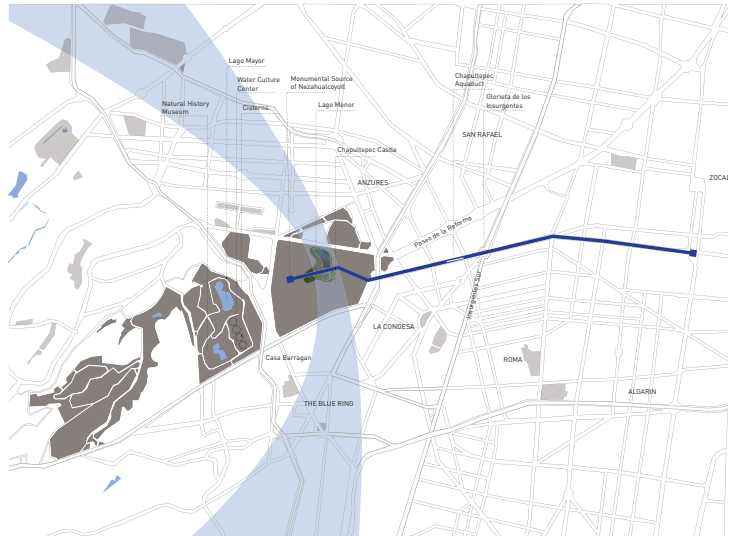 Lago Mayor
Water Culture
Center
Monumental Source
of Nezahualcoyotl
Chapultepec
Aquaduct
Natural History
Museum
Cisterns
Lago Menor
Glorieta de los
Insurgentes
SAN RAFAEL
Chapultepec Castle
ANZURES
ZOCAL
Paseo de la Reforma
Insurgentes Sur
LA CONDESA
Casa Barragan
ROMA
ALGARIN
THE BLUE RING